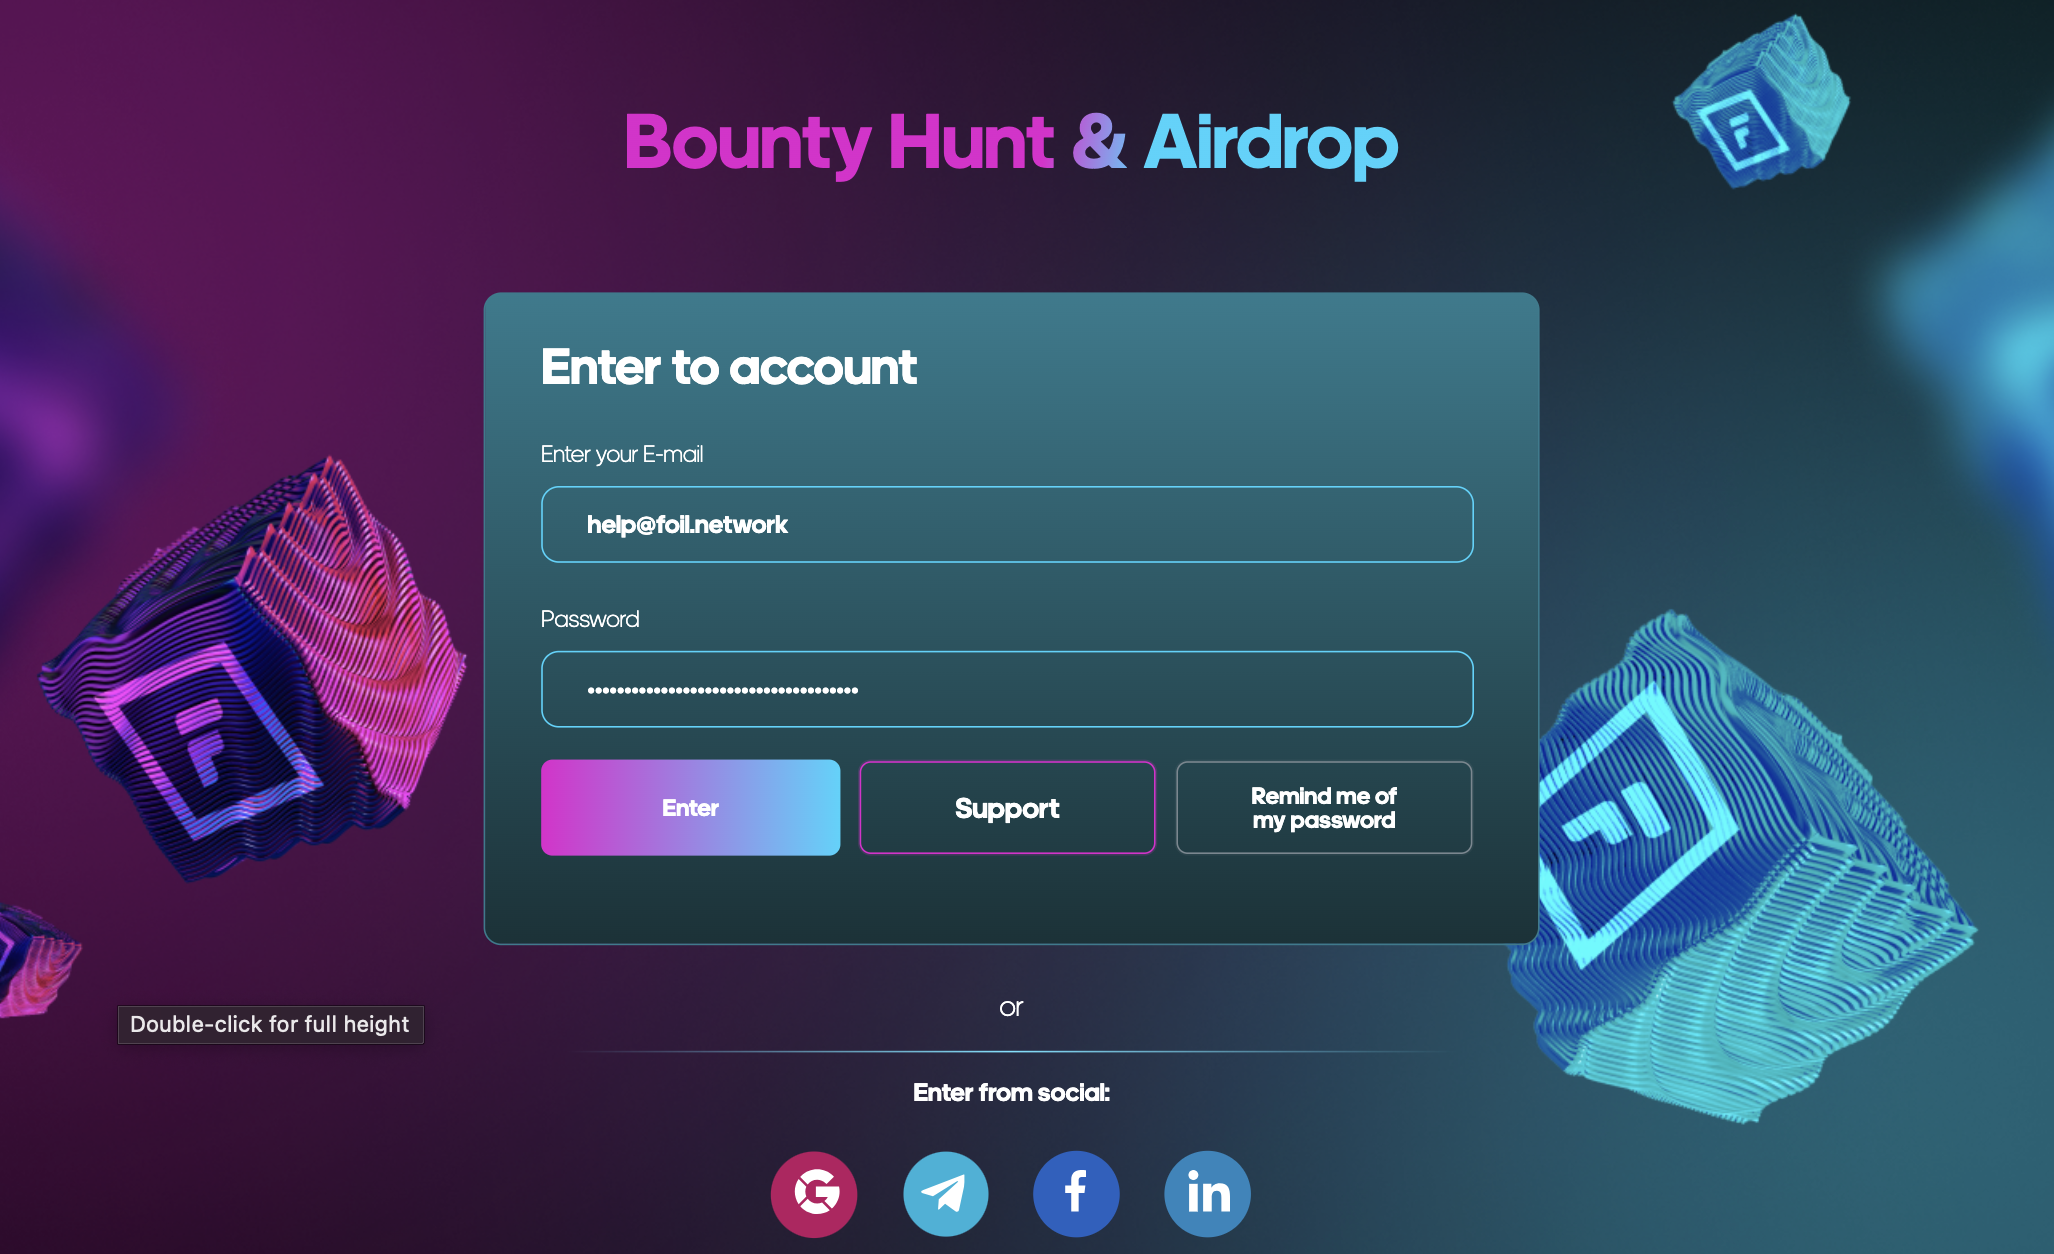 Bounty Hunt & Airdrop
Enter to account
Enter your E-mail
help@foil.network
Password
•••••••••••••••••••••••••••••••••••••
Enter
Support
Remind me of
my password
Double-click for full height
or
Enter from social:
G
f
in
F
F
F